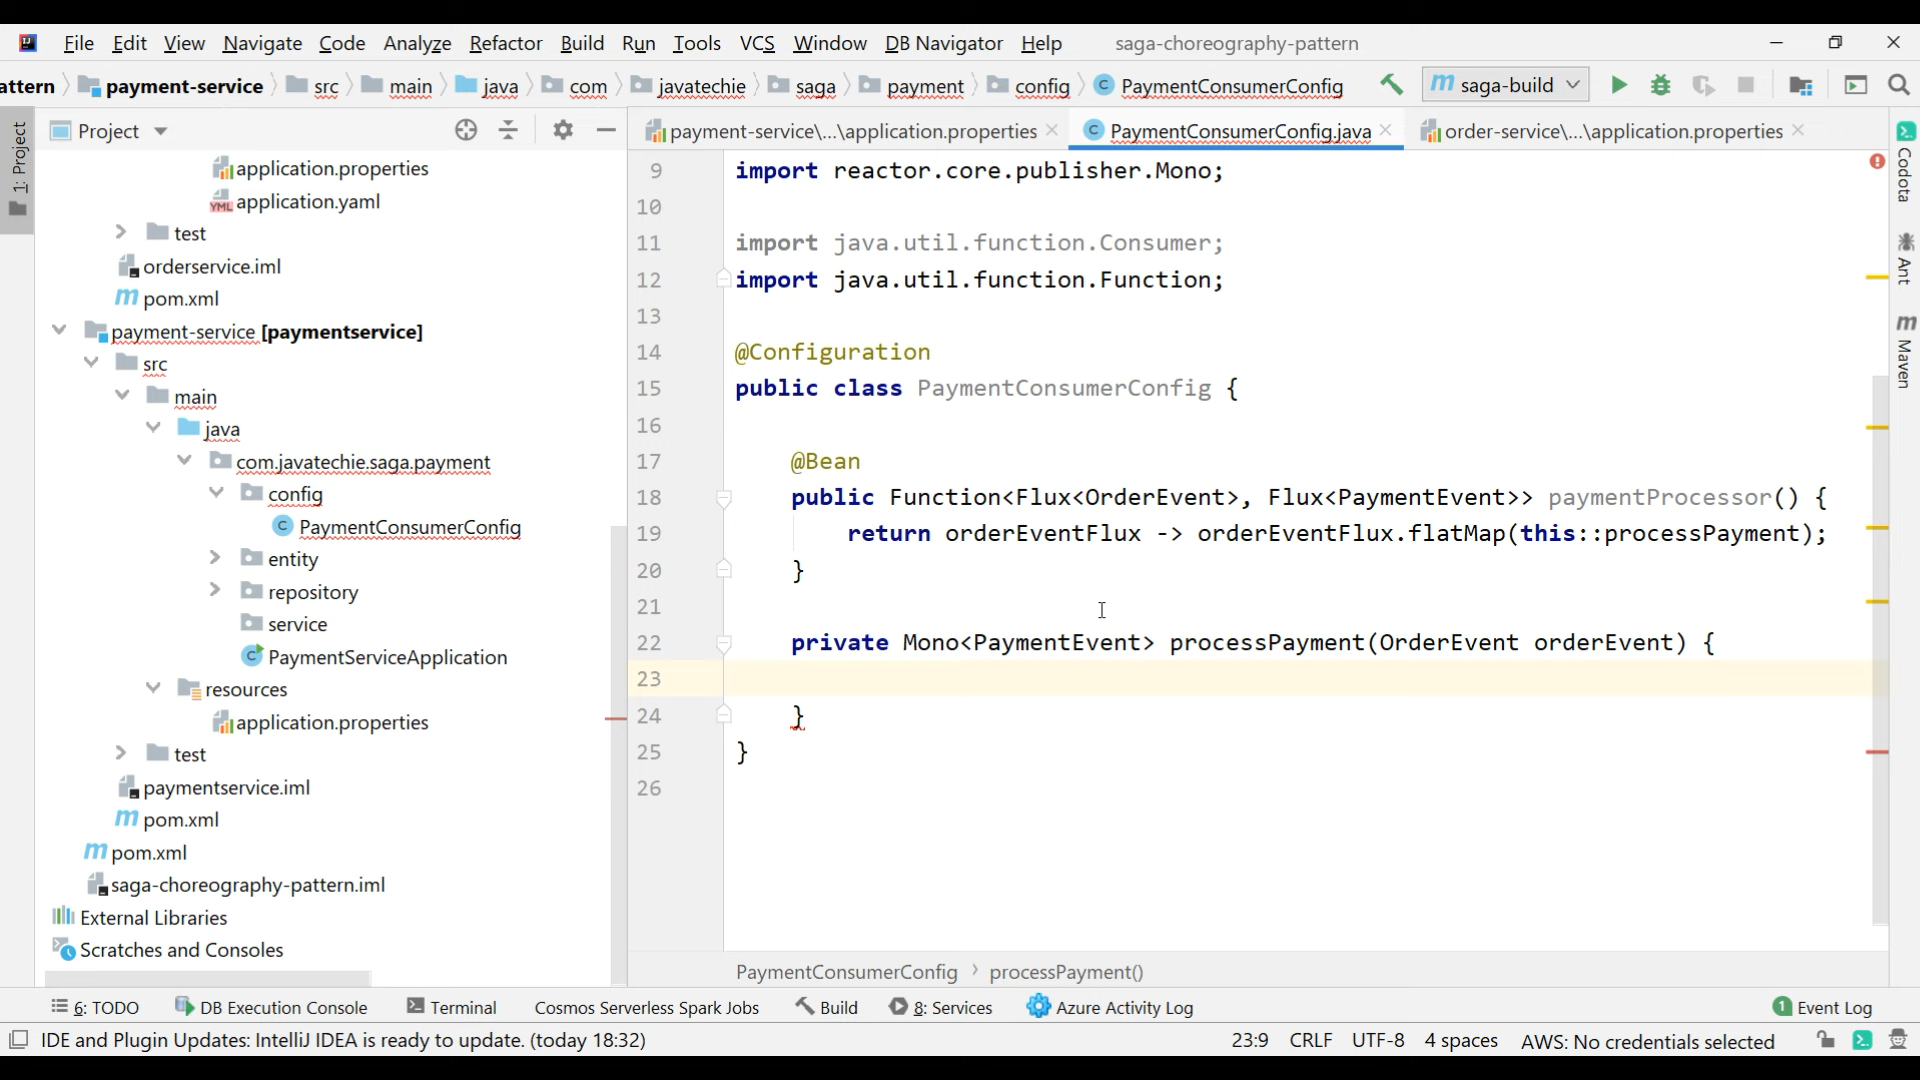 File Edit View Navigate Code Analyze Refactor Build Run Tools VCS Window DB Navigator Help saga-choreography-pattern
attern payment-service src main java com javatechie saga payment config PaymentConsumerConfig saga-build
Project
payment-service\...\application.properties PaymentConsumerConfig.java order-service\...\application.properties
1: Project
application.properties
application.yaml
test
orderservice.iml
pom.xml
payment-service [paymentservice]
src
main
java
com.javatechie.saga.payment
config
PaymentConsumerConfig
entity
repository
service
PaymentServiceApplication
resources
application.properties
test
paymentservice.iml
pom.xml
pom.xml
saga-choreography-pattern.iml
External Libraries
Scratches and Consoles
9 import reactor.core.publisher.Mono;
10
11 import java.util.function.Consumer;
12 import java.util.function.Function;
13
14 @Configuration
15 public class PaymentConsumerConfig {
16
17 @Bean
18 public Function<Flux<OrderEvent>, Flux<PaymentEvent>> paymentProcessor() {
19 return orderEventFlux -> orderEventFlux.flatMap(this::processPayment);
20 }
21
22 private Mono<PaymentEvent> processPayment(OrderEvent orderEvent) {
23
24 }
25 }
26
Codota
Ant
Maven
PaymentConsumerConfig processPayment()
6: TODO DB Execution Console Terminal Cosmos Serverless Spark Jobs Build 8: Services Azure Activity Log 1 Event Log
IDE and Plugin Updates: IntelliJ IDEA is ready to update. (today 18:32) 23:9 CRLF UTF-8 4 spaces AWS: No credentials selected